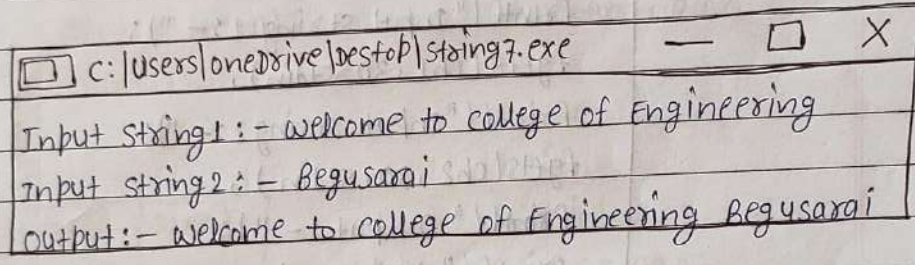 C:|Users|oneDrive|Destop|string7.exe
Input String1:- welcome to college of Engineering
Input string2:- Begusarai
output:- welcome to college of Engineering Begusarai